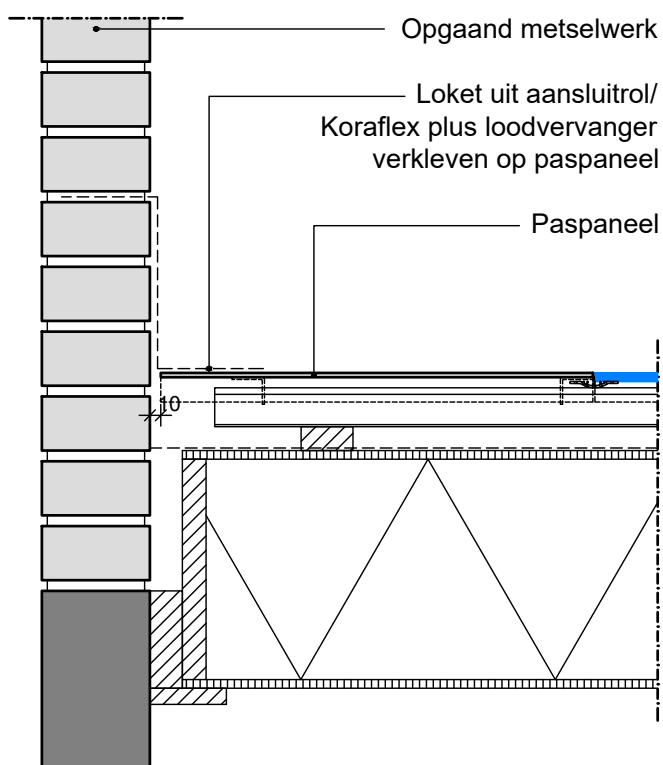 Opgaand metselwerk
Loket uit aansluitrol/
Koraflex plus loodvervanger
verkleven op paspaneel
Paspaneel
10